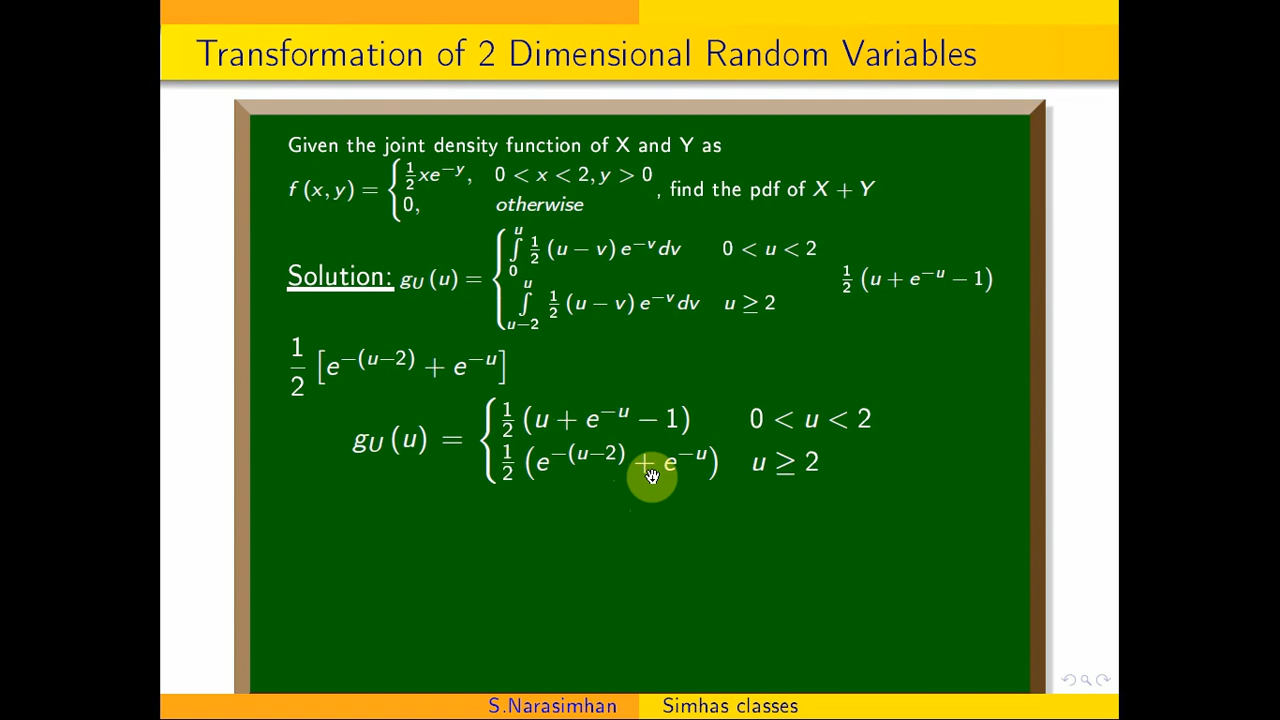 Transformation of 2 Dimensional Random Variables
Given the joint density function of X and Y as
f (x, y) = { ½xe^{−y}, 0 < x < 2, y > 0
0, otherwise , find the pdf of X + Y
Solution: g_U (u) = { ∫_0^u ½ (u − v) e^{−v} dv 0 < u < 2
∫_{u−2}^u ½ (u − v) e^{−v} dv u ≥ 2
½ (u + e^{−u} − 1)
½ [e^{−(u−2)} + e^{−u}]
g_U (u) = { ½ (u + e^{−u} − 1) 0 < u < 2
½ (e^{−(u−2)} + e^{−u}) u ≥ 2
S.Narasimhan
Simhas classes